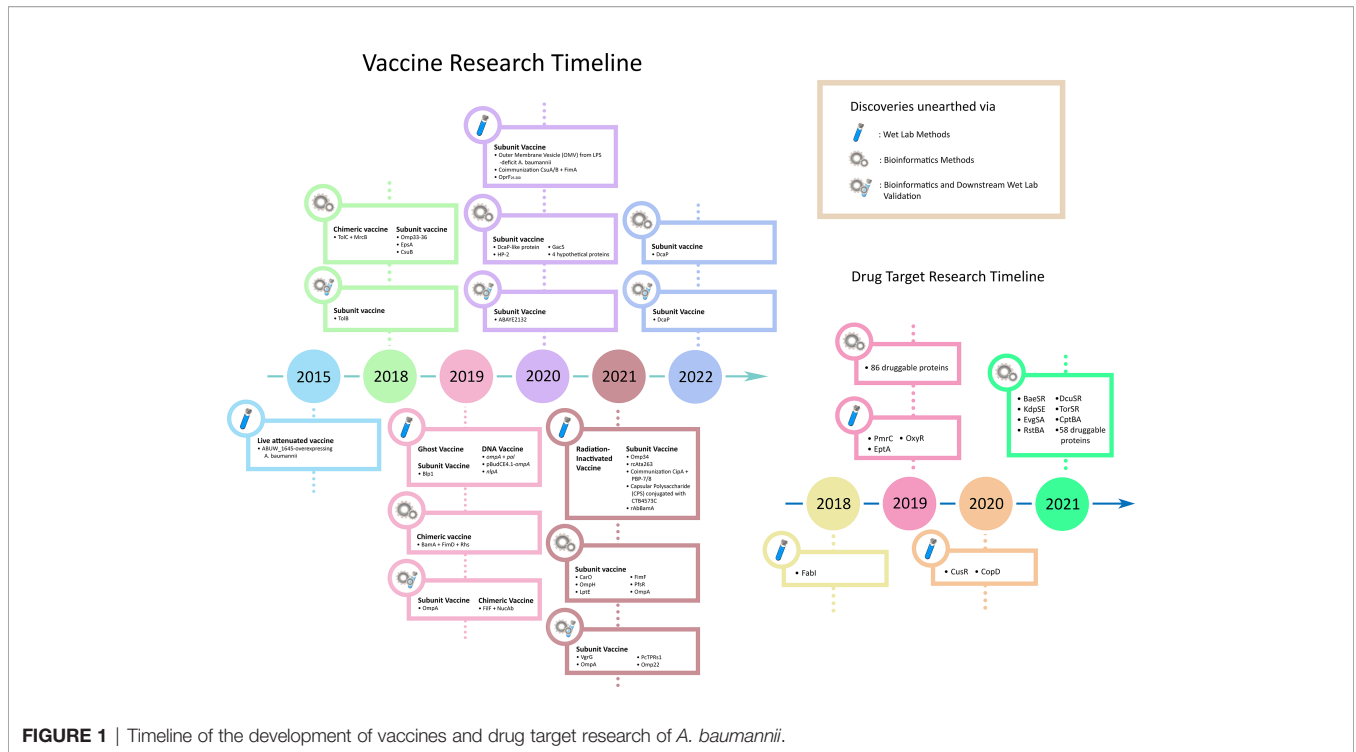 Vaccine Research Timeline
Discoveries unearthed via
: Wet Lab Methods
: Bioinformatics Methods
: Bioinformatics and Downstream Wet Lab
Validation
Subunit Vaccine
• Outer Membrane Vesicle (OMV) from LPS
-deficit A. baumannii
• Coimmunization CsuA/B + FimA
Chimeric vaccine
• TolC + MrcB
Subunit vaccine
• Omp33-36
• EpsA
• CsuB
Subunit vaccine
• DcaP-like protein
• HP-2
• GacS
• 4 hypothetical proteins
Subunit vaccine
• DcaP
Subunit vaccine
• TolB
Subunit Vaccine
• ABAYE2132
Subunit Vaccine
• DcaP
2015
2018
2019
2020
2021
2022
Live attenuated vaccine
• ABUW_1645-overexpressing
A. baumannii
Ghost Vaccine
Subunit Vaccine
• Blp1
DNA Vaccine
• ompA + pal
• pBudCE4.1-ompA
• nlpA
Chimeric vaccine
• BamA + FimD + Rhs
Subunit Vaccine
• OmpA
Chimeric Vaccine
• FilF + NucAb
Radiation-
Inactivated
Vaccine
Subunit Vaccine
• Omp34
• rcAta263
• Coimmunization CipA +
PBP-7/8
• Capsular Polysaccharide
(CPS) conjugated with
CTB4573C
• rAbBamA
Subunit vaccine
• CarO
• OmpH
• LptE
• FimF
• PfsR
• OmpA
Subunit Vaccine
• VgrG
• OmpA
• PcTPRs1
• Omp22
Drug Target Research Timeline
• 86 druggable proteins
• PmrC
• OxyR
• EptA
• BaeSR
• KdpSE
• EvgSA
• RstBA
• DcuSR
• TorSR
• CptBA
• 58 druggable
proteins
2018
2019
2020
2021
• FabI
• CusR
• CopD
FIGURE 1 | Timeline of the development of vaccines and drug target research of A. baumannii.